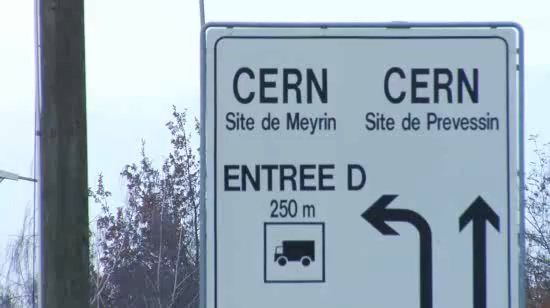 CERN
Site de Meyrin
CERN
Site de Prevessin
ENTREE D
250 m